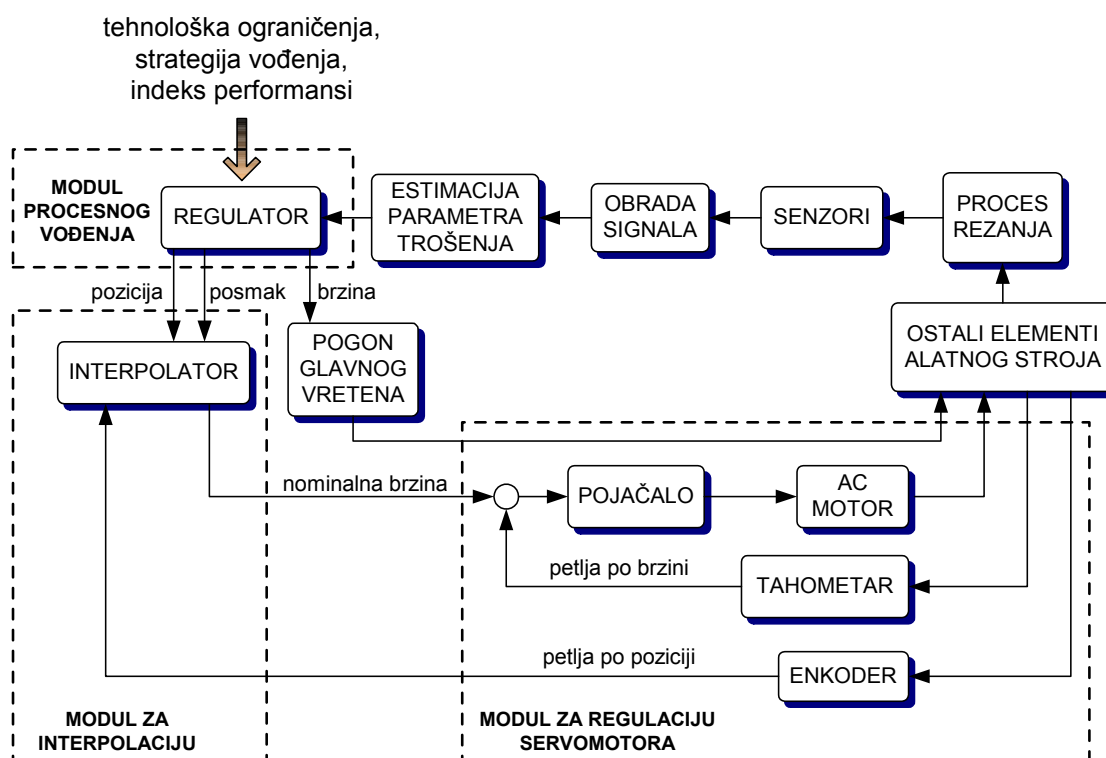 tehnološka ograničenja,
strategija vođenja,
indeks performansi
MODUL
PROCESNOG
VOĐENJA
REGULATOR
ESTIMACIJA
PARAMETRA
TROŠENJA
OBRADA
SIGNALA
SENZORI
PROCES
REZANJA
pozicija
posmak
brzina
INTERPOLATOR
POGON
GLAVNOG
VRETENA
OSTALI ELEMENTI
ALATNOG STROJA
nominalna brzina
POJAČALO
AC
MOTOR
petlja po brzini
TAHOMETAR
petlja po poziciji
ENKODER
MODUL ZA
INTERPOLACIJU
MODUL ZA REGULACIJU
SERVOMOTORA